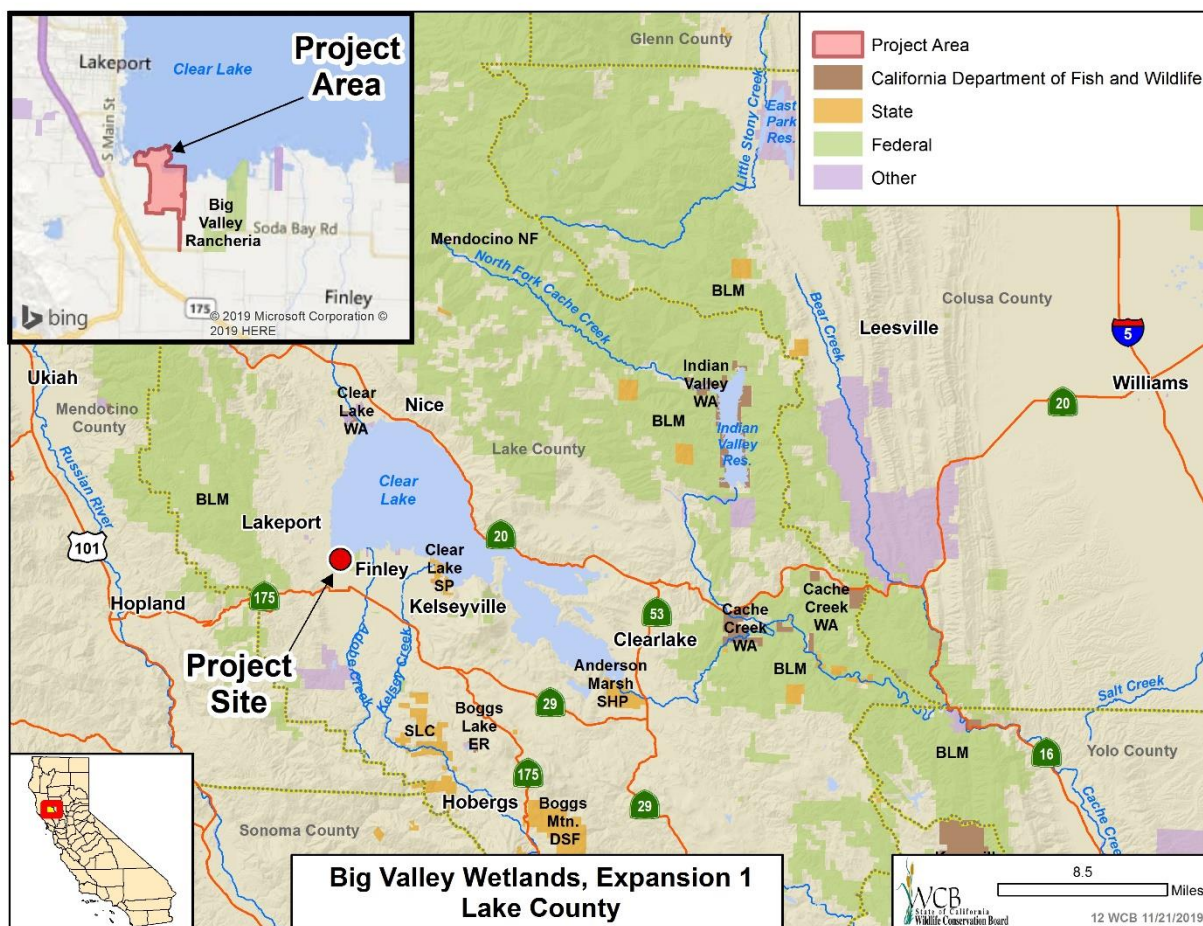 Lakeport
Clear Lake
Project
Area
S Main St
Big
Valley
Rancheria
Soda Bay Rd
Finley
175
bing
© 2019 Microsoft Corporation ©
2019 HERE
Project Area
California Department of Fish and Wildlife
State
Federal
Other
Glenn County
East
Park
Res.
Little Stony Creek
Mendocino NF
North Fork Cache Creek
BLM
Bear Creek
Colusa County
Leesville
5
Williams
20
Ukiah
Mendocino
County
Russian River
101
Clear
Lake
WA
Nice
Indian
Valley
WA
BLM
Indian
Valley
Res.
Lake County
Clear
Lake
BLM
Lakeport
20
Finley
Clear
Lake
SP
Kelseyville
Hopland
175
Project
Site
Adobe Creek
Kelsey Creek
53
Clearlake
Cache
Creek
WA
Cache
Creek
WA
BLM
Anderson
Marsh
SHP
Salt Creek
SLC
Boggs
Lake
ER
29
175
29
BLM
Yolo County
16
Cache Cree
Hobergs
Boggs
Mtn.
DSF
Sonoma County
Big Valley Wetlands, Expansion 1
Lake County
WCB
State of California
Wildlife Conservation Board
8.5
Miles
12 WCB 11/21/2019